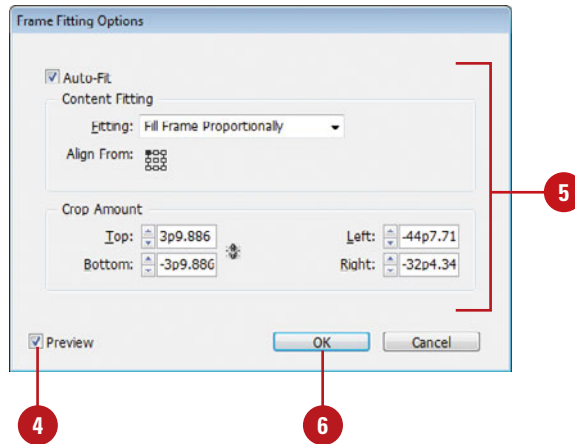 Frame Fitting Options
Auto-Fit
Content Fitting
Fitting: Fill Frame Proportionally
Align From:
Crop Amount
Top: 3p9.886 Left: -44p7.71
Bottom: -3p9.886 Right: -32p4.34
5
Preview OK Cancel
4 6